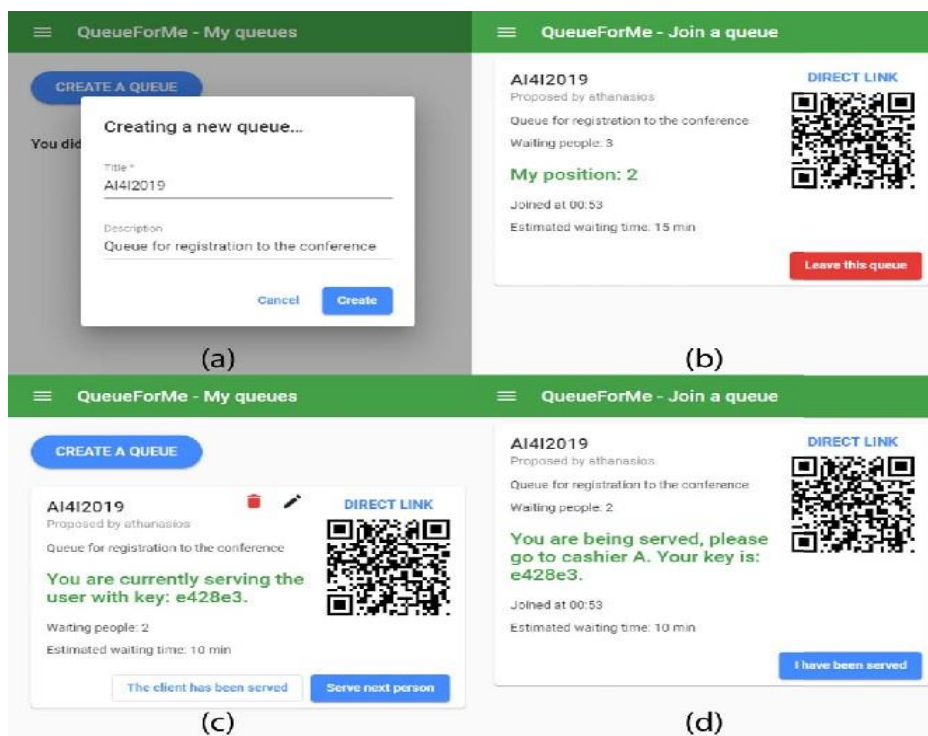 QueueForMe - My queues
CREATE A QUEUE
You did
Creating a new queue...
Title *
AI4I2019
Description
Queue for registration to the conference
Cancel
Create
(a)
QueueForMe - Join a queue
AI4I2019
DIRECT LINK
Proposed by athanasios
Queue for registration to the conference
Waiting people: 3
My position: 2
Joined at 00:53
Estimated waiting time: 15 min
Leave this queue
(b)
QueueForMe - My queues
CREATE A QUEUE
AI4I2019
DIRECT LINK
Proposed by athanasios
Queue for registration to the conference
You are currently serving the
user with key: e428e3.
Waiting people: 2
Estimated waiting time: 10 min
The client has been served
Serve next person
(c)
QueueForMe - Join a queue
AI4I2019
DIRECT LINK
Proposed by athanasios
Queue for registration to the conference
Waiting people: 2
You are being served, please
go to cashier A. Your key is:
e428e3.
Joined at 00:53
Estimated waiting time: 10 min
I have been served
(d)